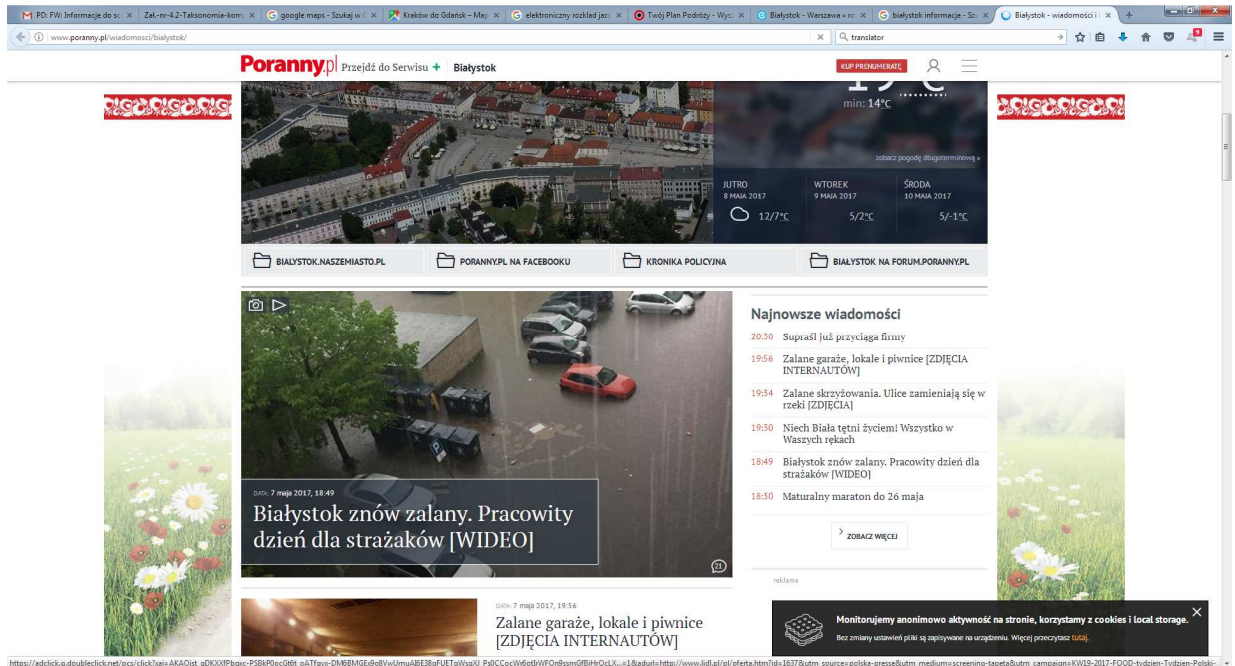 PD: FW: Informacje do sc
Zał.-nr-4.2-Taksonomia-komp
google maps - Szukaj w
Kraków do Gdańsk – Map
elektroniczny rozkład jaz
Twój Plan Podróży - Wys
Białystok - Warszawa
białystok informacje - Sz
Białystok - wiadomości i
www.poranny.pl/wiadomosci/bialystok/
translator
Poranny.pl Przejdź do Serwisu + Białystok
KUP PRENUMERATĘ
min: 14°C
zobacz pogodę długoterminową »
JUTRO
8 MAJA 2017
12/7°C
WTOREK
9 MAJA 2017
5/2°C
ŚRODA
10 MAJA 2017
5/-1°C
BIALYSTOK.NASZEMIASTO.PL
PORANNY.PL NA FACEBOOKU
KRONIKA POLICYJNA
BIAŁYSTOK NA FORUM.PORANNY.PL
DATA: 7 maja 2017, 18:49
Białystok znów zalany. Pracowity
dzień dla strażaków [WIDEO]
21
DATA: 7 maja 2017, 19:56
Zalane garaże, lokale i piwnice
[ZDJĘCIA INTERNAUTÓW]
Najnowsze wiadomości
20:30 Supraśl już przyciąga firmy
19:56 Zalane garaże, lokale i piwnice [ZDJĘCIA
INTERNAUTÓW]
19:34 Zalane skrzyżowania. Ulice zamieniają się w
rzeki [ZDJĘCIA]
19:30 Niech Biała tętni życiem! Wszystko w
Waszych rękach
18:49 Białystok znów zalany. Pracowity dzień dla
strażaków [WIDEO]
18:30 Maturalny maraton do 26 maja
ZOBACZ WIĘCEJ
reklama
Monitorujemy anonimowo aktywność na stronie, korzystamy z cookies i local storage.
Bez zmiany ustawień pliki są zapisywane na urządzeniu. Więcej przeczytasz tutaj.